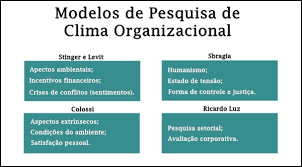 Modelos de Pesquisa de
Clima Organizacional
Stinger e Levit
Apectos ambientais;
Incentivos financeiros;
Crises de conflitos (sentimentos).
Sbragia
Humanismo;
Estado de tensão;
Forma de controle e justiça.
Colossi
Aspectos extrínsecos;
Condições do ambiente;
Satisfação pessoal.
Ricardo Luz
Pesquisa setorial;
Avaliação corporativa.